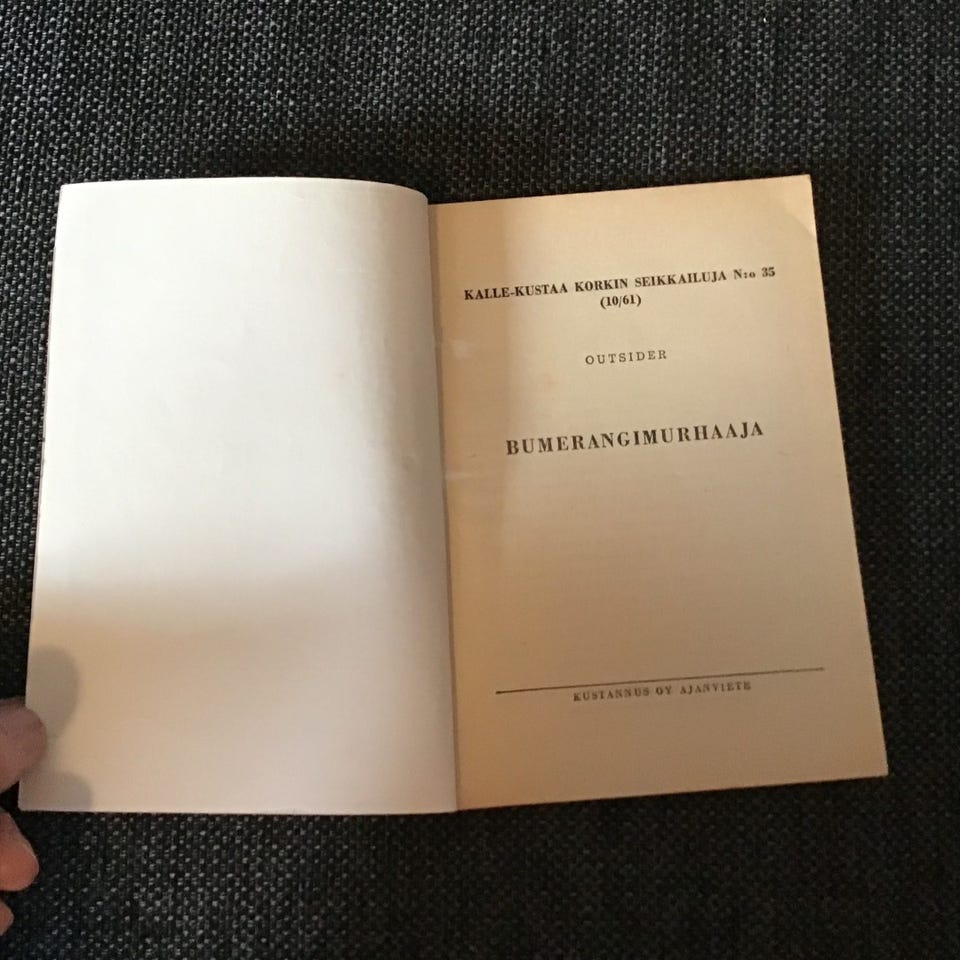 KALLE-KUSTAA KORKIN SEIKKAILUJA N:o 35
(10/61)
OUTSIDER
BUMERANGIMURHAAJA
KUSTANNUS OY AJANVIETE